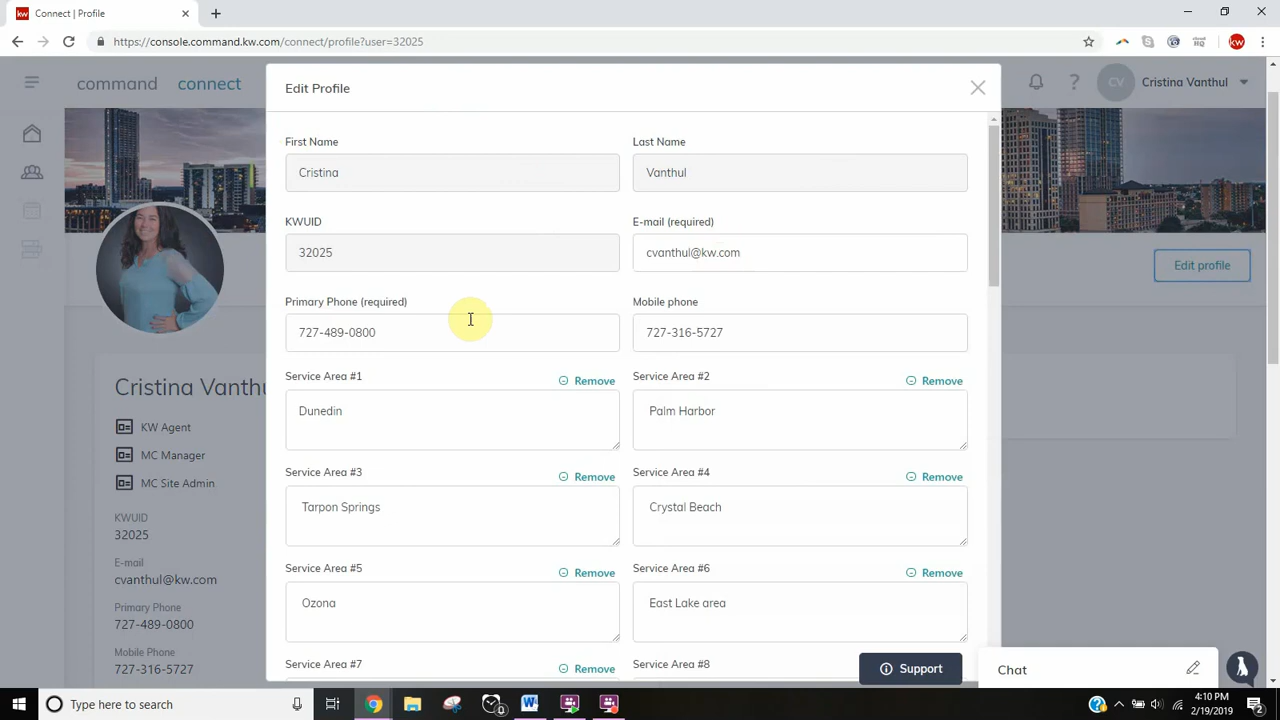 kw Connect | Profile
https://console.command.kw.com/connect/profile?user=32025
kw
command connect
CV Cristina Vanthul
Edit Profile
First Name
Last Name
Cristina
Vanthul
KWUID
E-mail (required)
32025
cvanthul@kw.com
Edit profile
Primary Phone (required)
Mobile phone
727-489-0800
727-316-5727
Service Area #1
Remove
Service Area #2
Remove
Dunedin
Palm Harbor
Service Area #3
Remove
Service Area #4
Remove
Tarpon Springs
Crystal Beach
Service Area #5
Remove
Service Area #6
Remove
Ozona
East Lake area
Service Area #7
Remove
Service Area #8
Cristina Vanthu
KW Agent
MC Manager
MC Site Admin
KWUID
32025
E-mail
cvanthul@kw.com
Primary Phone
727-489-0800
Mobile Phone
727-316-5727
Support
Chat
Type here to search
4:10 PM
2/19/2019